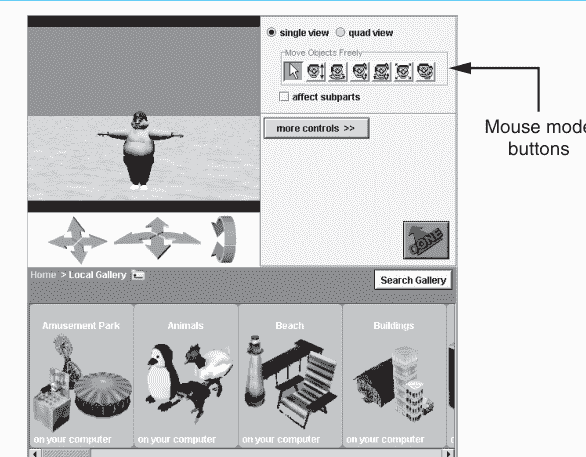 single view quad view
Move Objects Freely
affect subparts
more controls >>
Mouse mode
buttons
DONE
Home > Local Gallery
Search Gallery
Amusement Park Animals Beach Buildings
on your computer on your computer on your computer on your computer